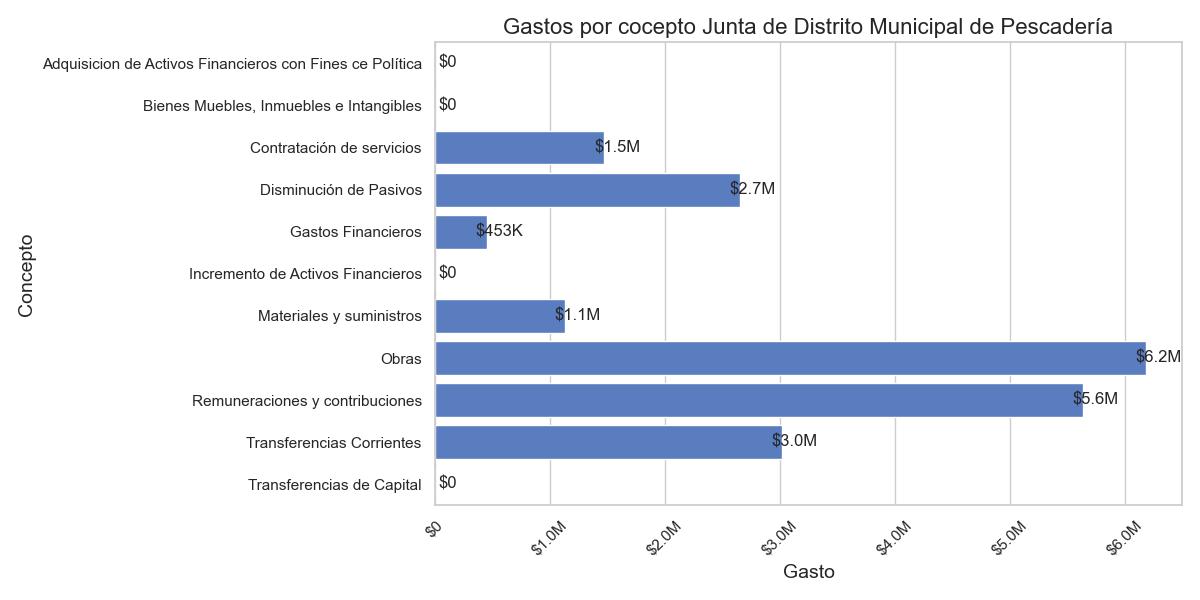 Gastos por cocepto Junta de Distrito Municipal de Pescadería
Concepto
Adquisicion de Activos Financieros con Fines ce Política $0
Bienes Muebles, Inmuebles e Intangibles $0
Contratación de servicios $1.5M
Disminución de Pasivos $2.7M
Gastos Financieros $453K
Incremento de Activos Financieros $0
Materiales y suministros $1.1M
Obras $6.2M
Remuneraciones y contribuciones $5.6M
Transferencias Corrientes $3.0M
Transferencias de Capital $0
$0 $1.0M $2.0M $3.0M $4.0M $5.0M $6.0M
Gasto